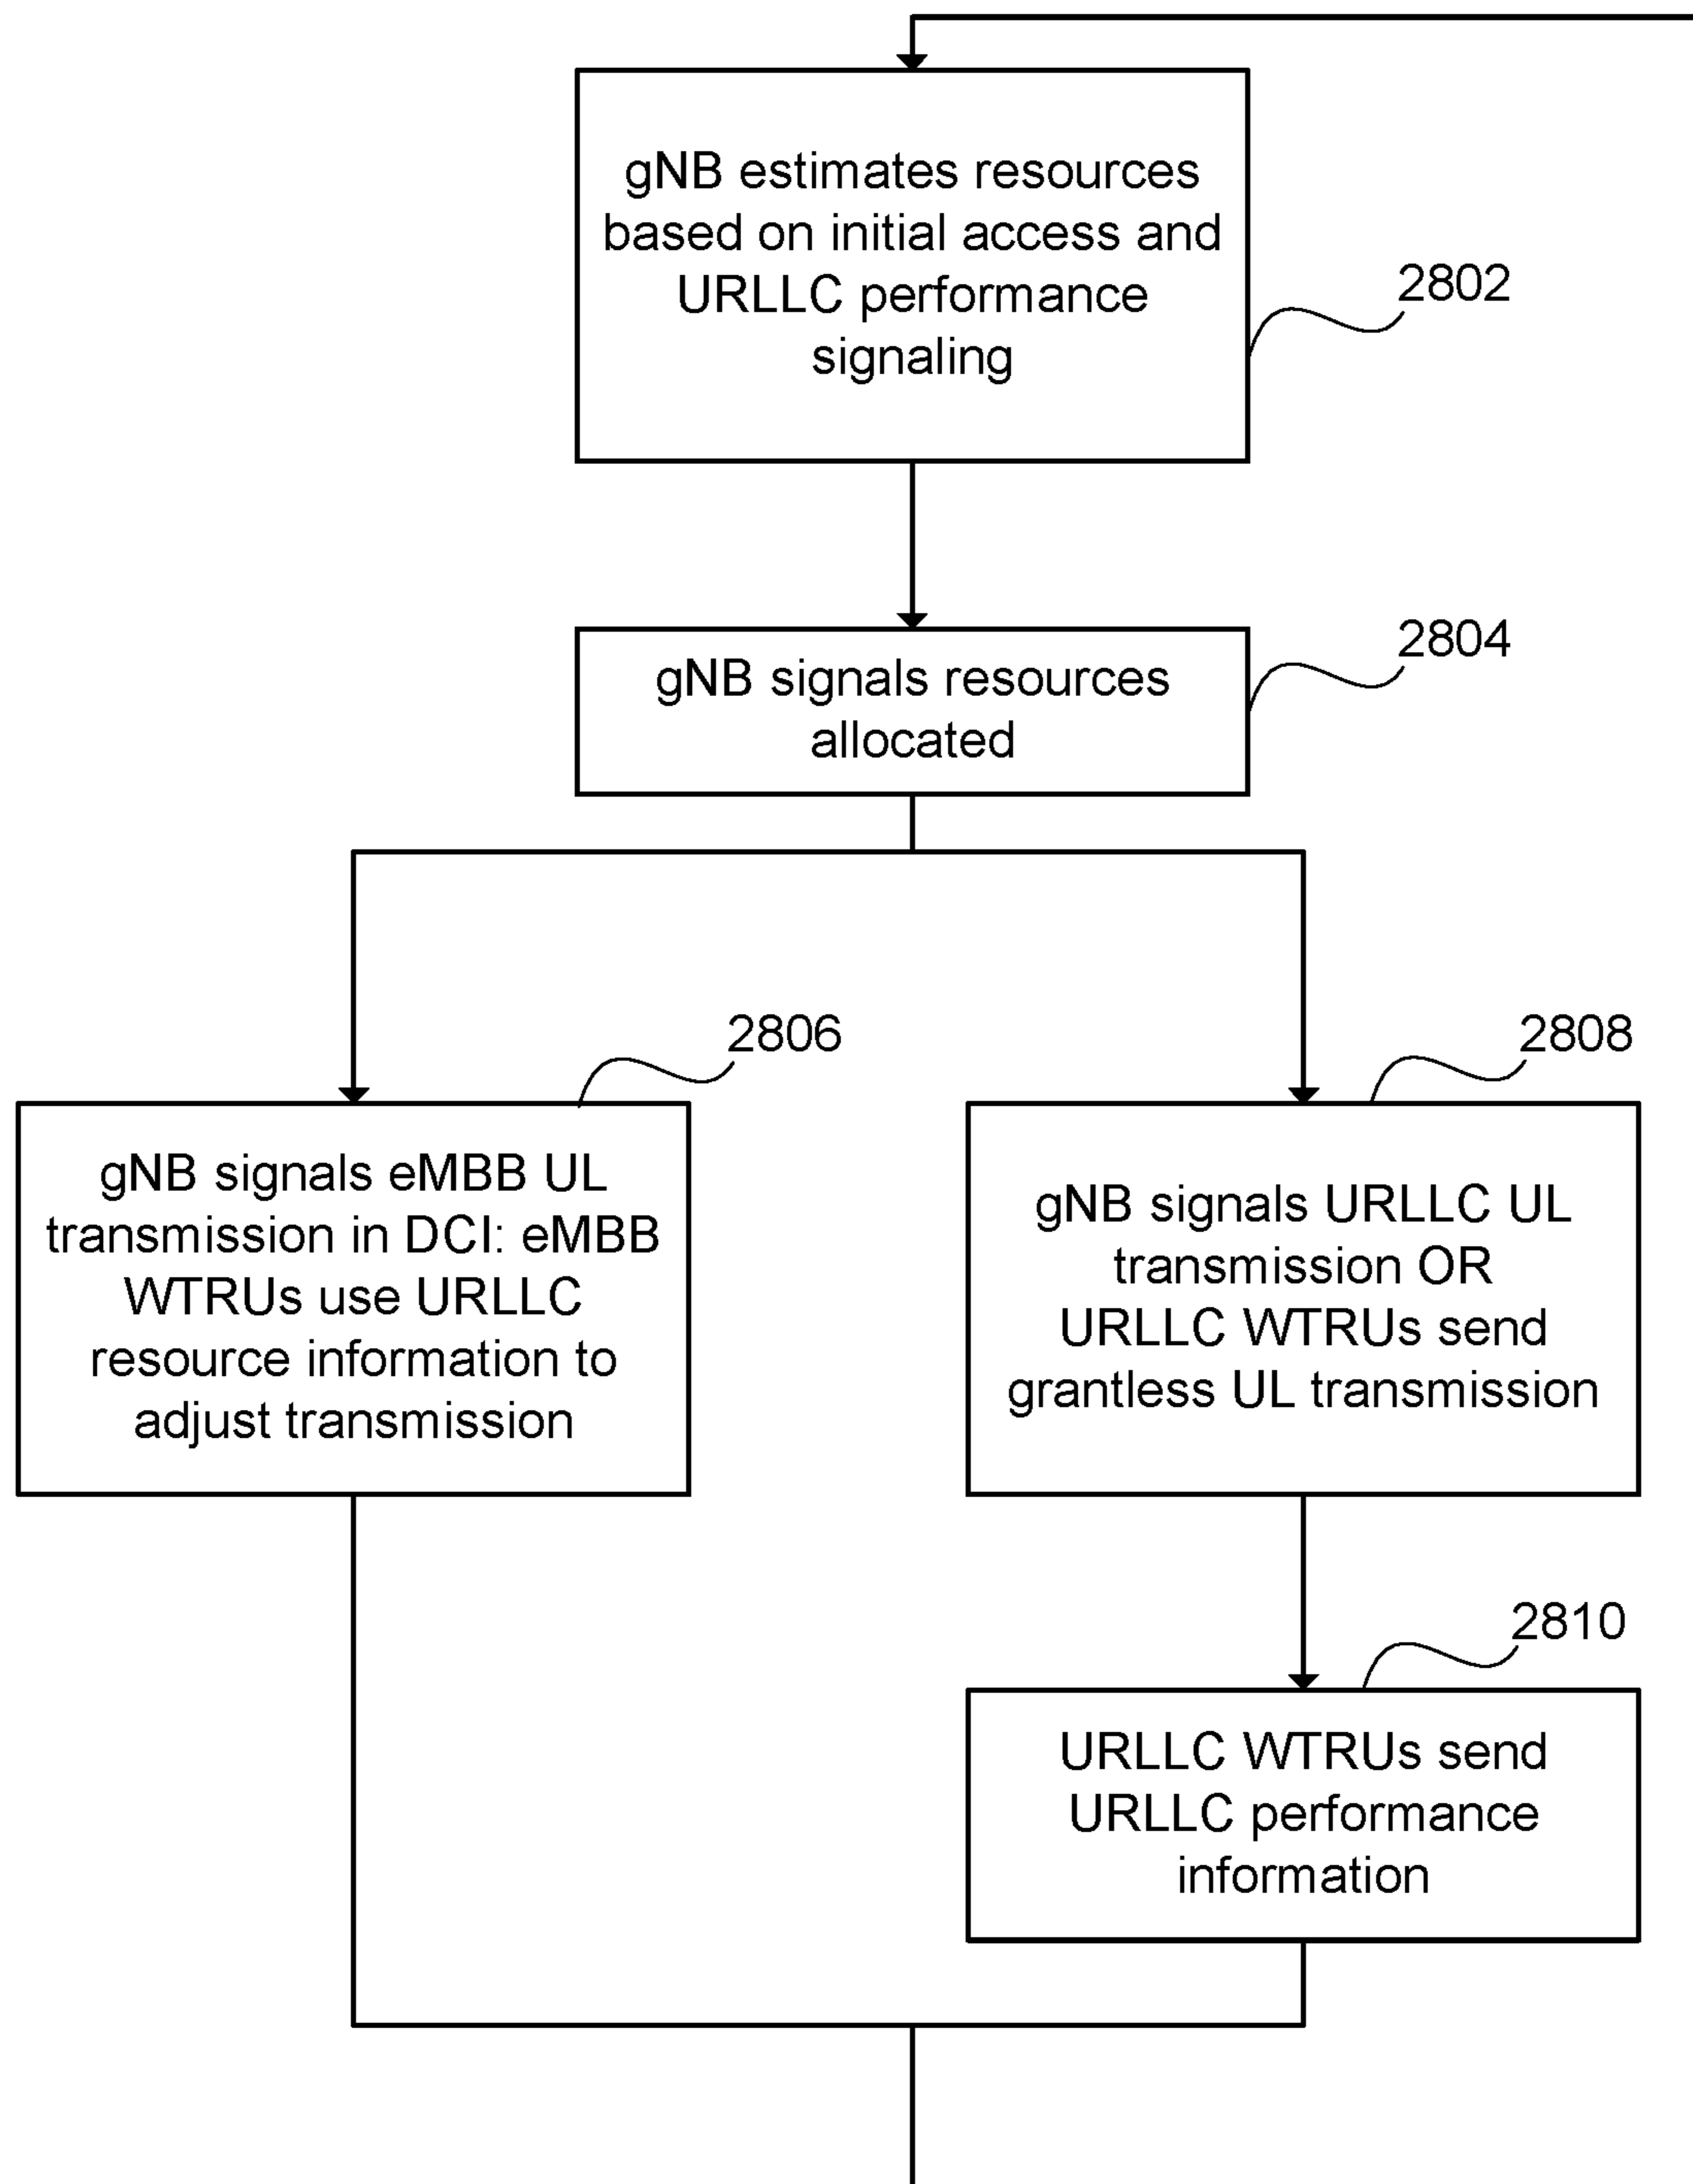 gNB estimates resources
based on initial access and
URLLC performance
signaling
2802
gNB signals resources
allocated
2804
gNB signals eMBB UL
transmission in DCI: eMBB
WTRUs use URLLC
resource information to
adjust transmission
2806
gNB signals URLLC UL
transmission OR
URLLC WTRUs send
grantless UL transmission
2808
URLLC WTRUs send
URLLC performance
information
2810